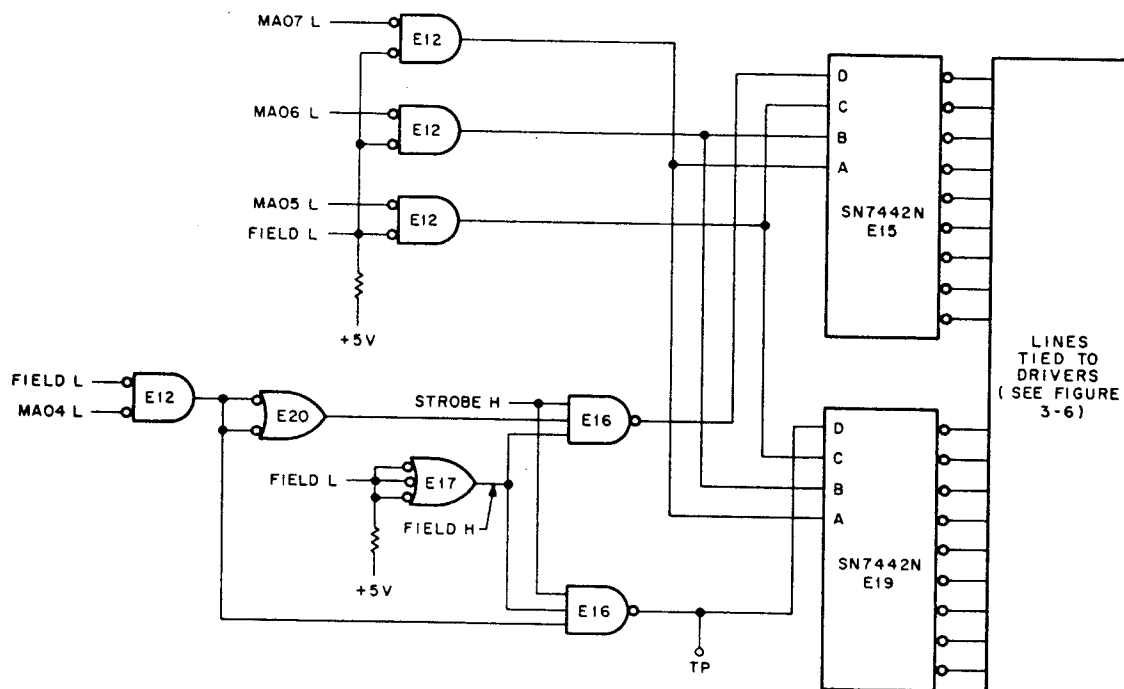 MA07 L
E12
MA06 L
E12
MA05 L
E12
FIELD L
+5V
D
C
B
A
SN7442N
E15
FIELD L
MA04 L
E12
E20
STROBE H
E16
FIELD L
E17
FIELD H
+5V
E16
TP
D
C
B
A
SN7442N
E19
LINES
TIED TO
DRIVERS
(SEE FIGURE
3-6)